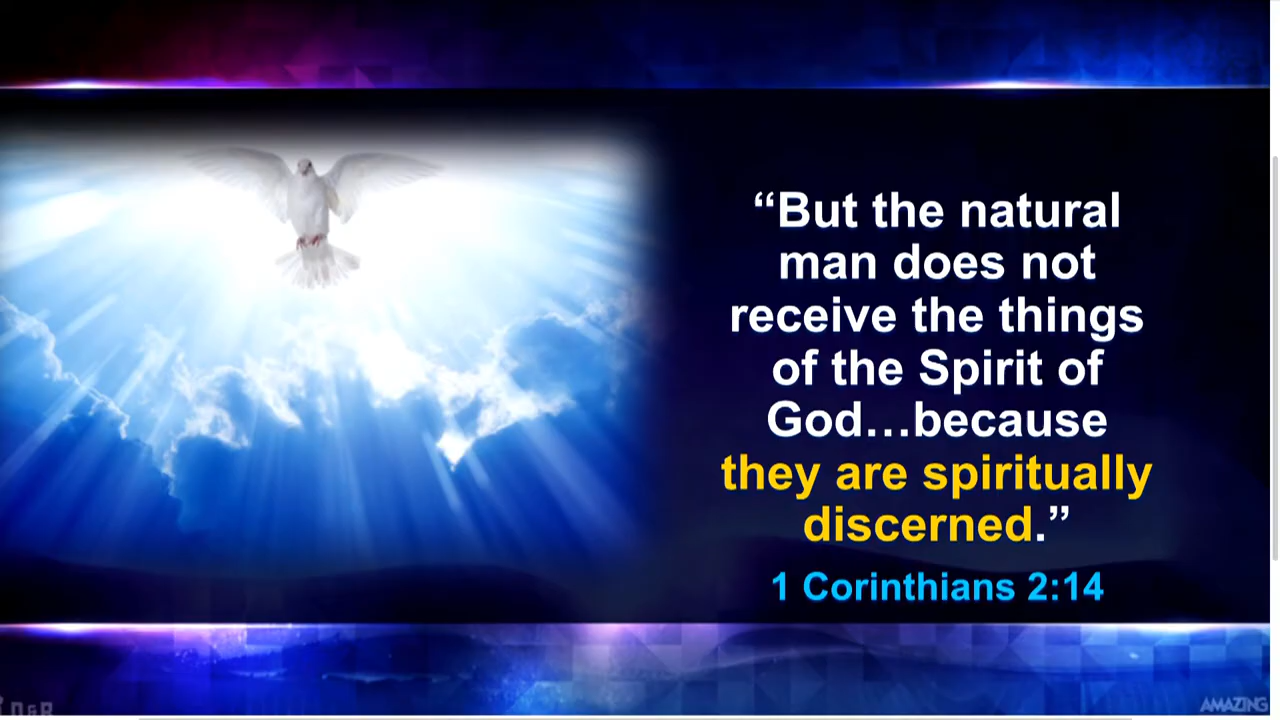 “But the natural
man does not
receive the things
of the Spirit of
God…because
they are spiritually
discerned.”
1 Corinthians 2:14
AMAZING